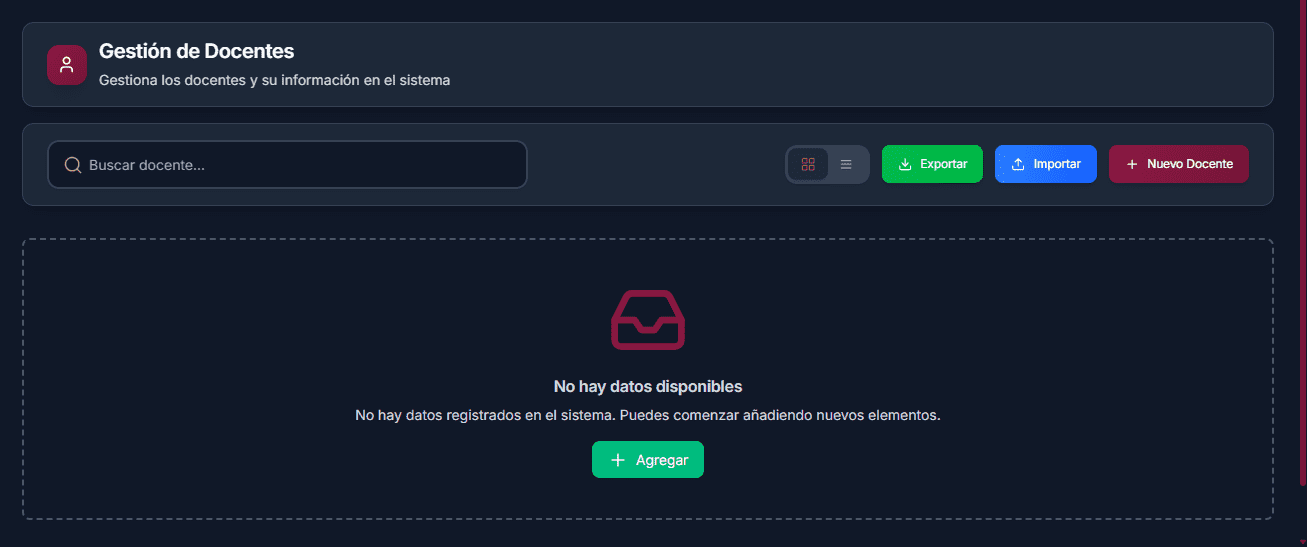 Gestión de Docentes
Gestiona los docentes y su información en el sistema
Buscar docente...
Exportar
Importar
Nuevo Docente
No hay datos disponibles
No hay datos registrados en el sistema. Puedes comenzar añadiendo nuevos elementos.
Agregar